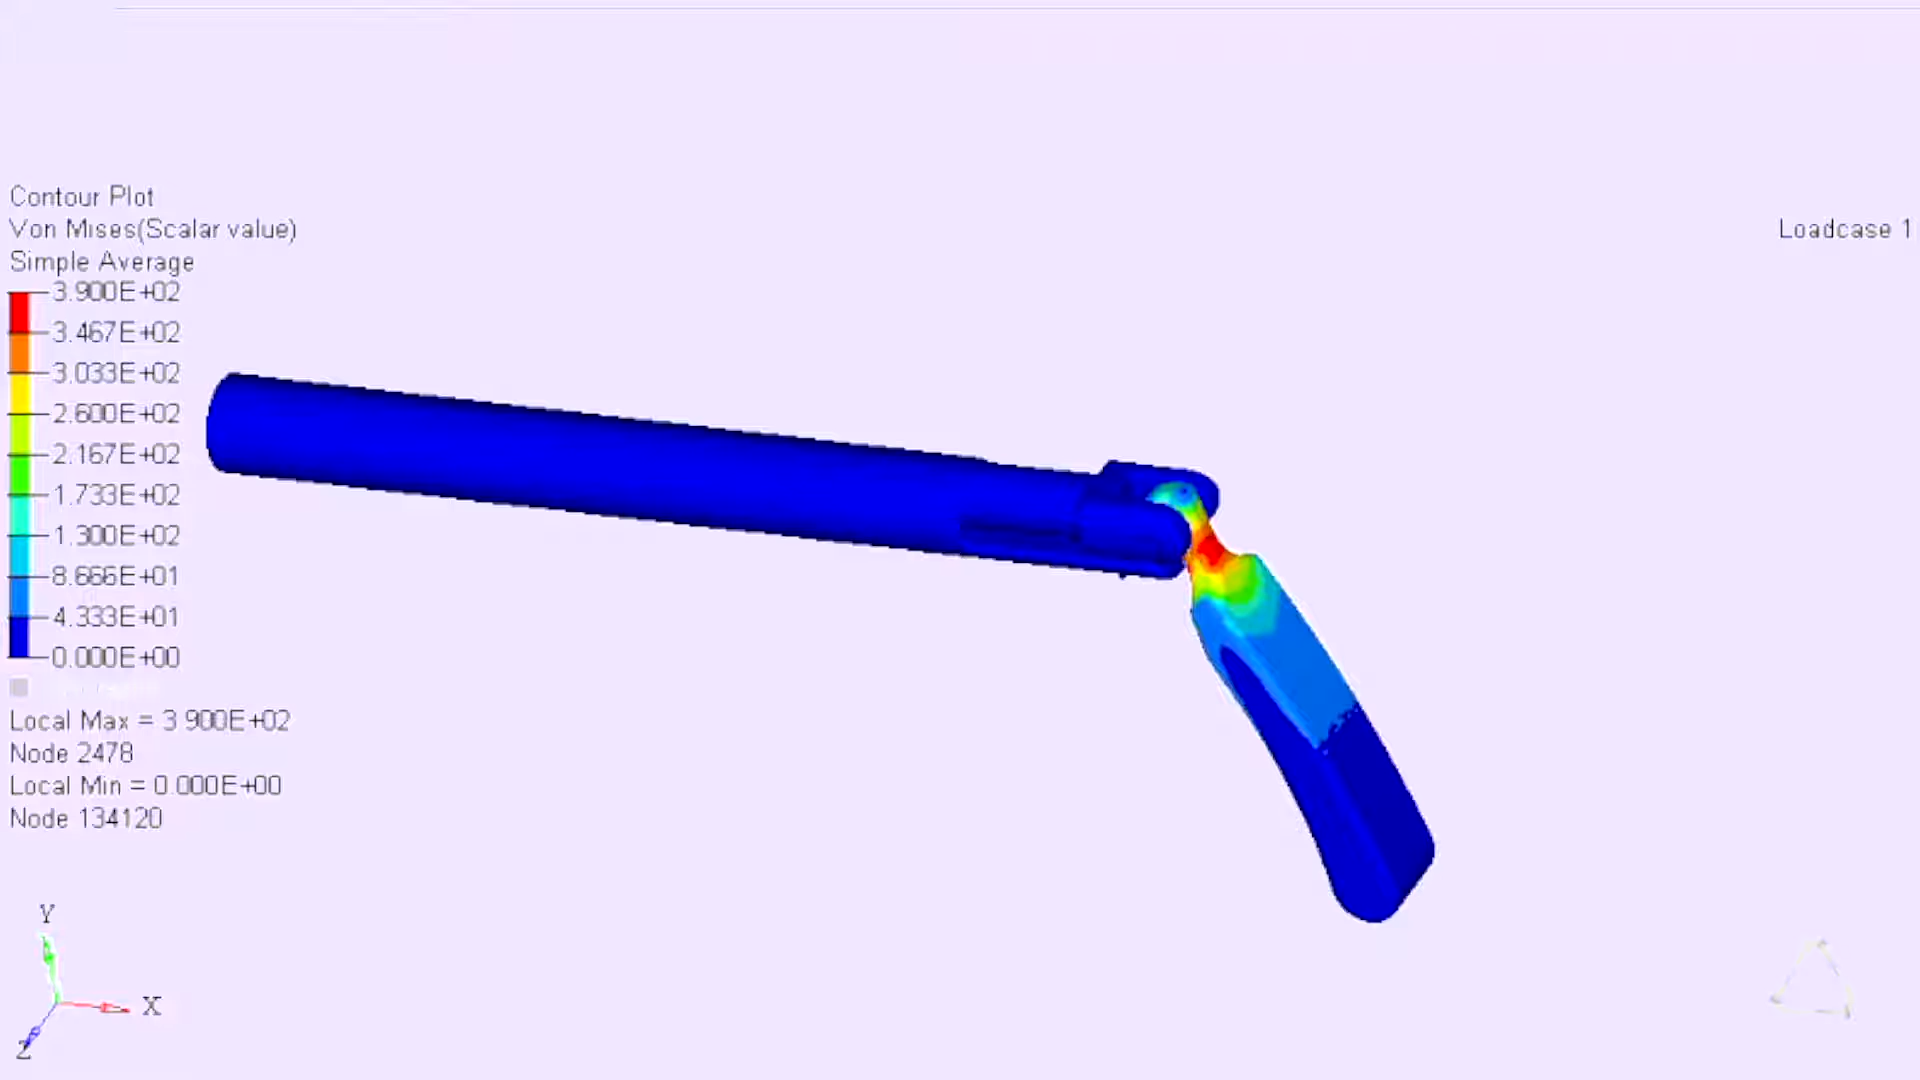 Contour Plot
Von Mises(Scalar value)
Loadcase 1
Simple Average
3.900E+02
3.467E+02
3.033E+02
2.600E+02
2.167E+02
1.733E+02
1.300E+02
8.666E+01
4.333E+01
0.000E+00
Local Max = 3.900E+02
Node 2478
Local Min = 0.000E+00
Node 134120
Y
X
Z